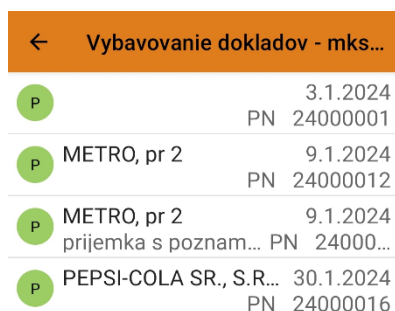 ← Vybavovanie dokladov - mks...
P 3.1.2024
PN 24000001
P METRO, pr 2 9.1.2024
PN 24000012
P METRO, pr 2 9.1.2024
prijemka s poznam... PN 24000...
P PEPSI-COLA SR., S.R... 30.1.2024
PN 24000016